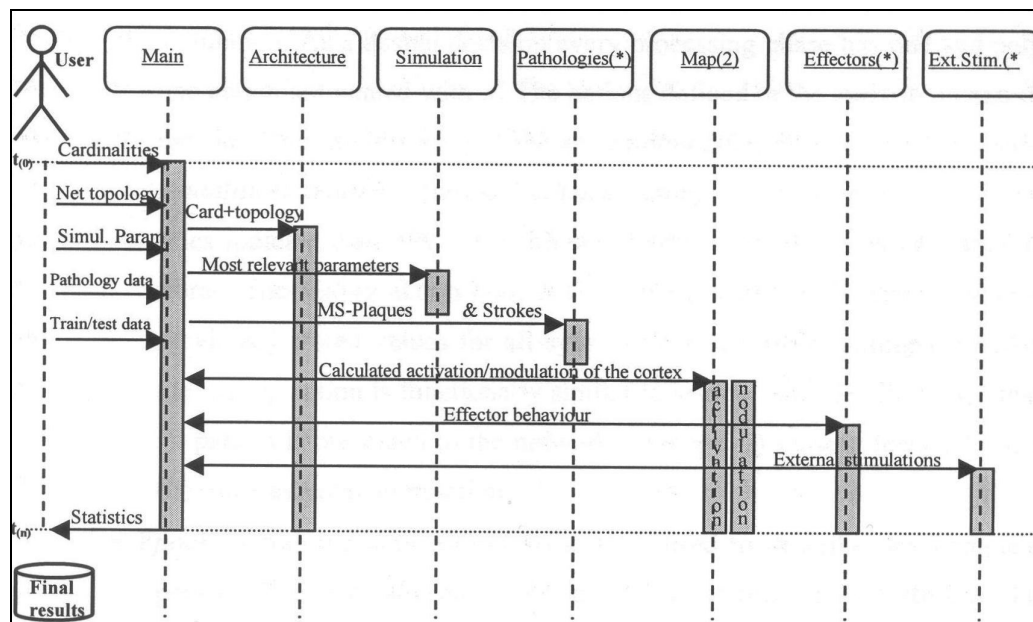 User
Main
Architecture
Simulation
Pathologies(*)
Map(2)
Effectors(*)
Ext.Stim.(*
t(0)
Cardinalities
Net topology
Card+topology
Simul. Param
Most relevant parameters
Pathology data
MS-Plaques & Strokes
Train/test data
Calculated activation/modulation of the cortex
Effector behaviour
External stimulations
t(n)
Statistics
Final
results